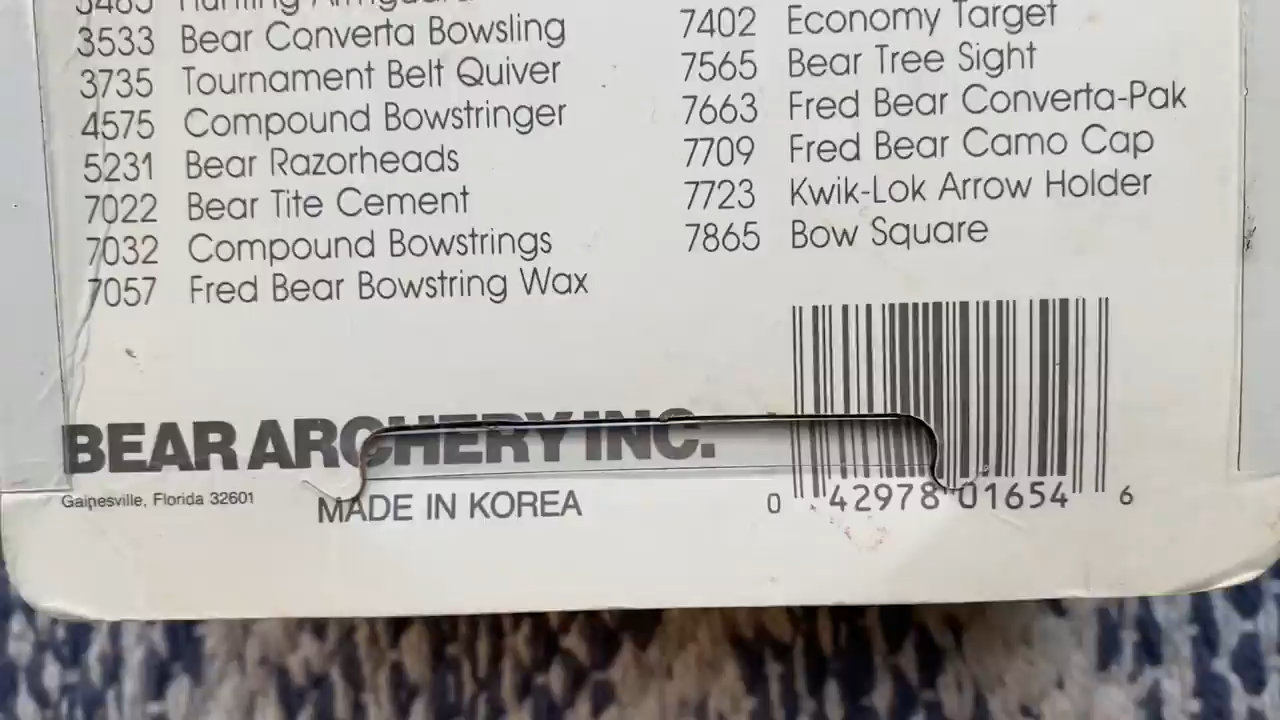 3485 Hunting Armguard
3533 Bear Converta Bowsling
3735 Tournament Belt Quiver
4575 Compound Bowstringer
5231 Bear Razorheads
7022 Bear Tite Cement
7032 Compound Bowstrings
7057 Fred Bear Bowstring Wax
7402 Economy Target
7565 Bear Tree Sight
7663 Fred Bear Converta-Pak
7709 Fred Bear Camo Cap
7723 Kwik-Lok Arrow Holder
7865 Bow Square
BEAR ARCHERY INC.
Gainesville, Florida 32601
MADE IN KOREA
0 42978 01654 6